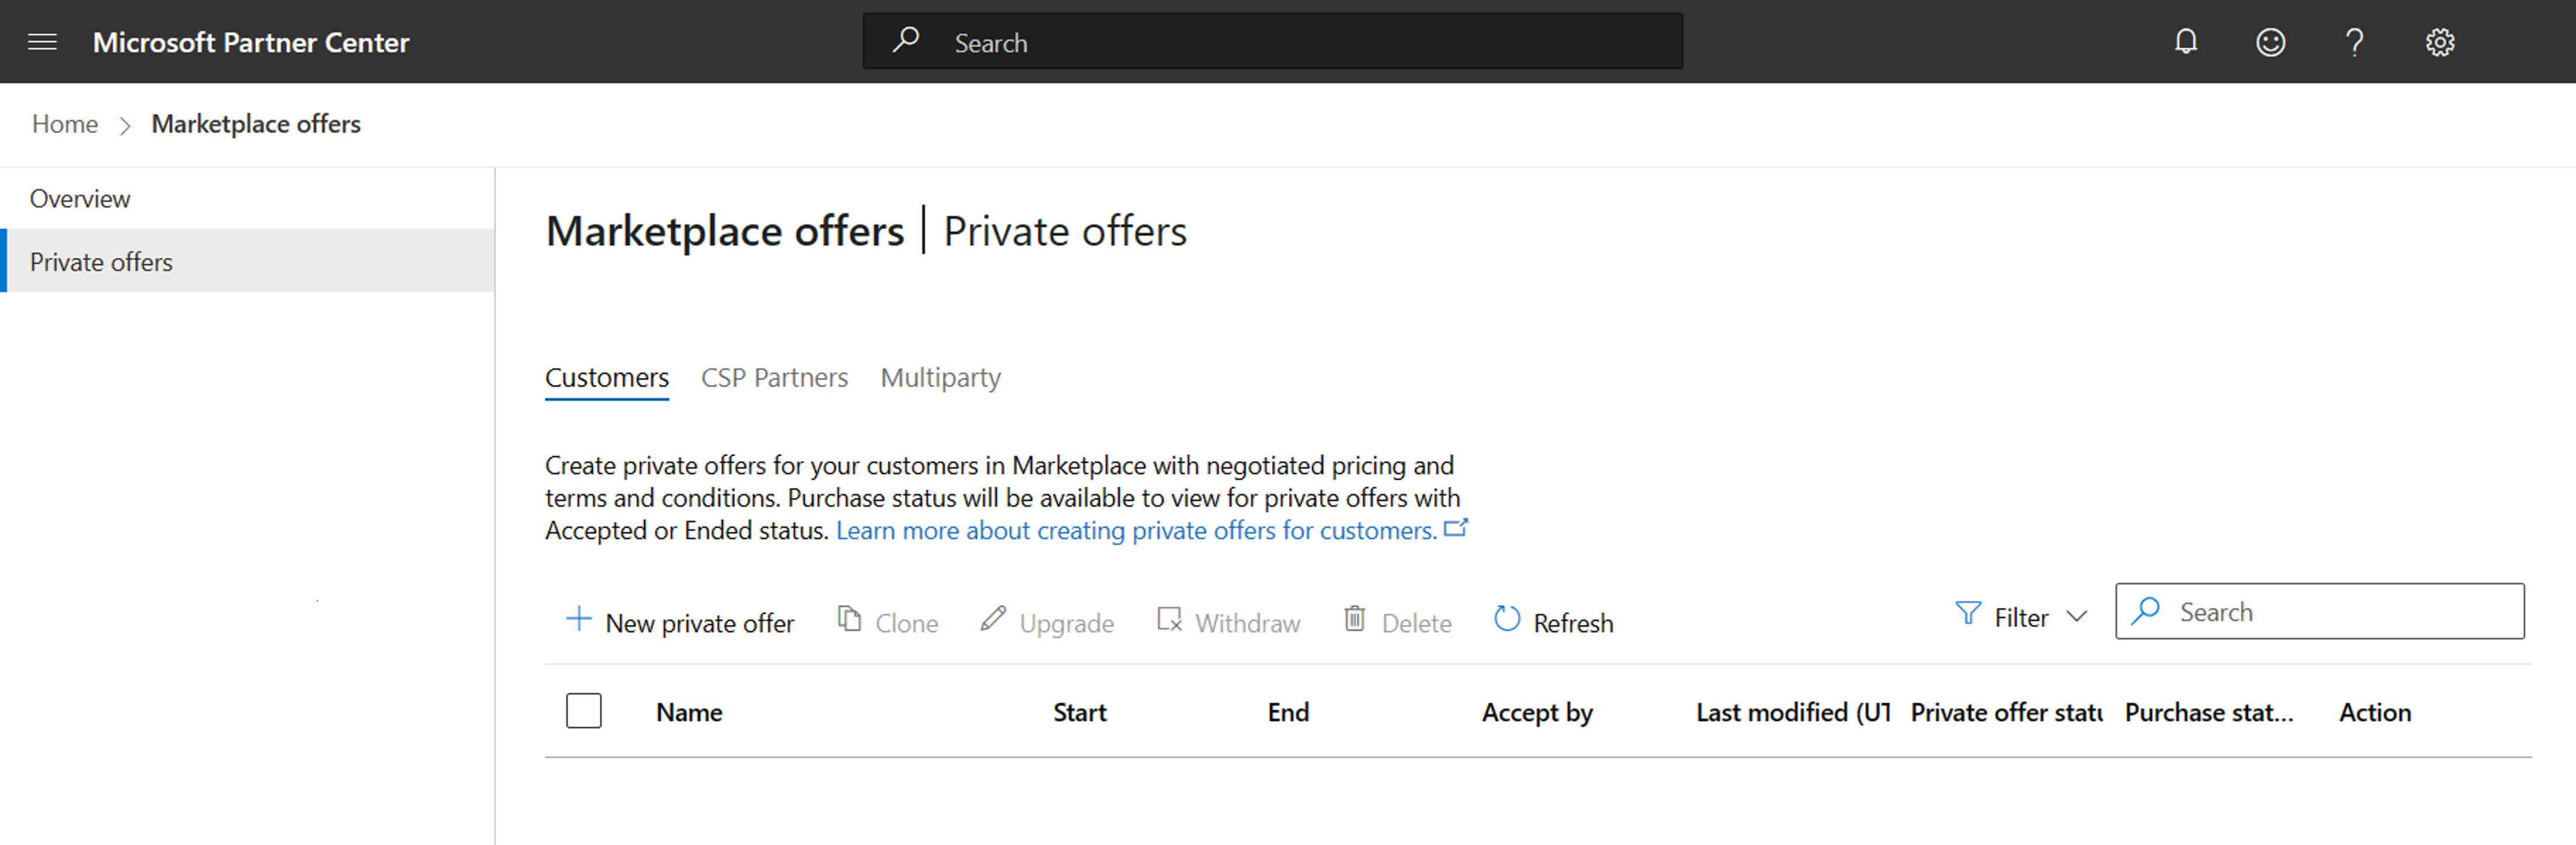 Microsoft Partner Center
Search
Home > Marketplace offers
Overview
Private offers
Marketplace offers | Private offers
Customers CSP Partners Multiparty
Create private offers for your customers in Marketplace with negotiated pricing and
terms and conditions. Purchase status will be available to view for private offers with
Accepted or Ended status. Learn more about creating private offers for customers.
New private offer Clone Upgrade Withdraw Delete Refresh Filter Search
Name Start End Accept by Last modified (UT Private offer statu Purchase stat... Action